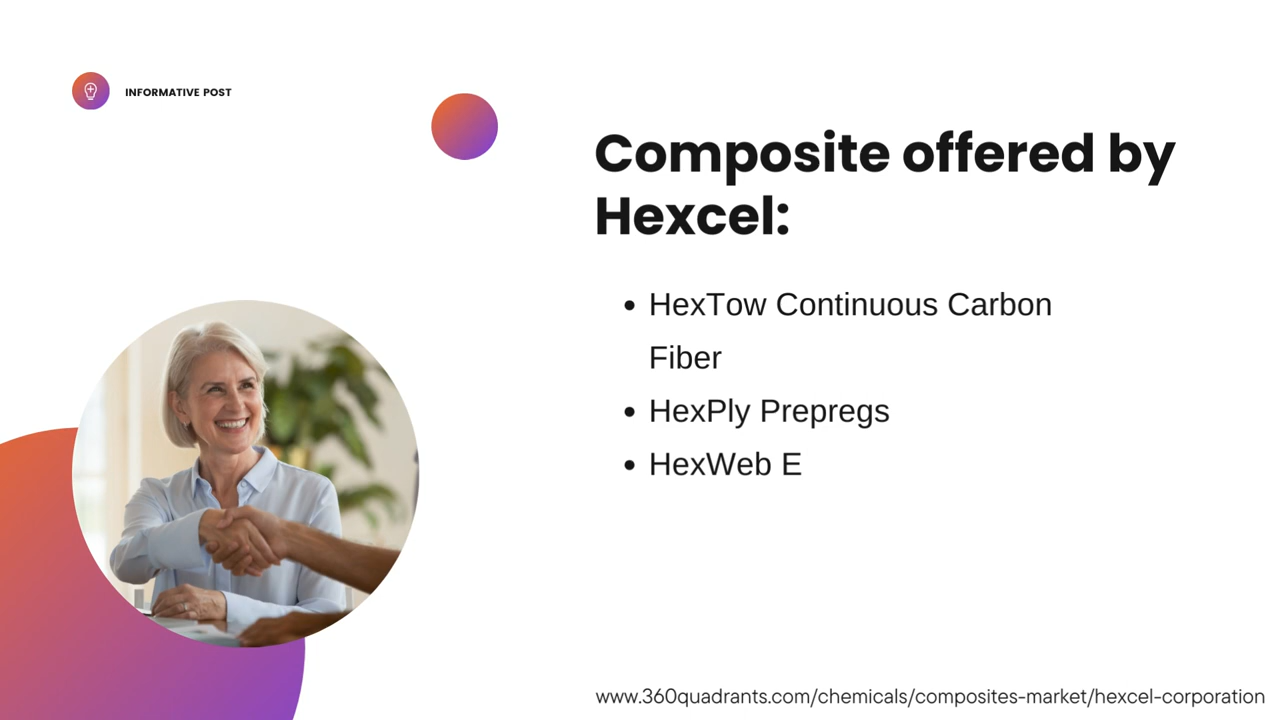 INFORMATIVE POST
Composite offered by
Hexcel:
• HexTow Continuous Carbon
Fiber
• HexPly Prepregs
• HexWeb E
www.360quadrants.com/chemicals/composites-market/hexcel-corporation